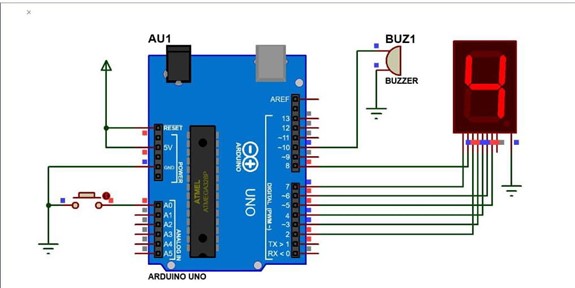 AU1
BUZ1
BUZZER
RESET
5V
GND
POWER
A0
A1
A2
A3
A4
A5
ANALOG IN
ATMEL
ATMEGA328P
ARDUINO
UNO
DIGITAL (PWM~)
AREF
13
12
~11
~10
~9
8
7
~6
~5
4
~3
2
TX > 1
RX < 0
4
ARDUINO UNO